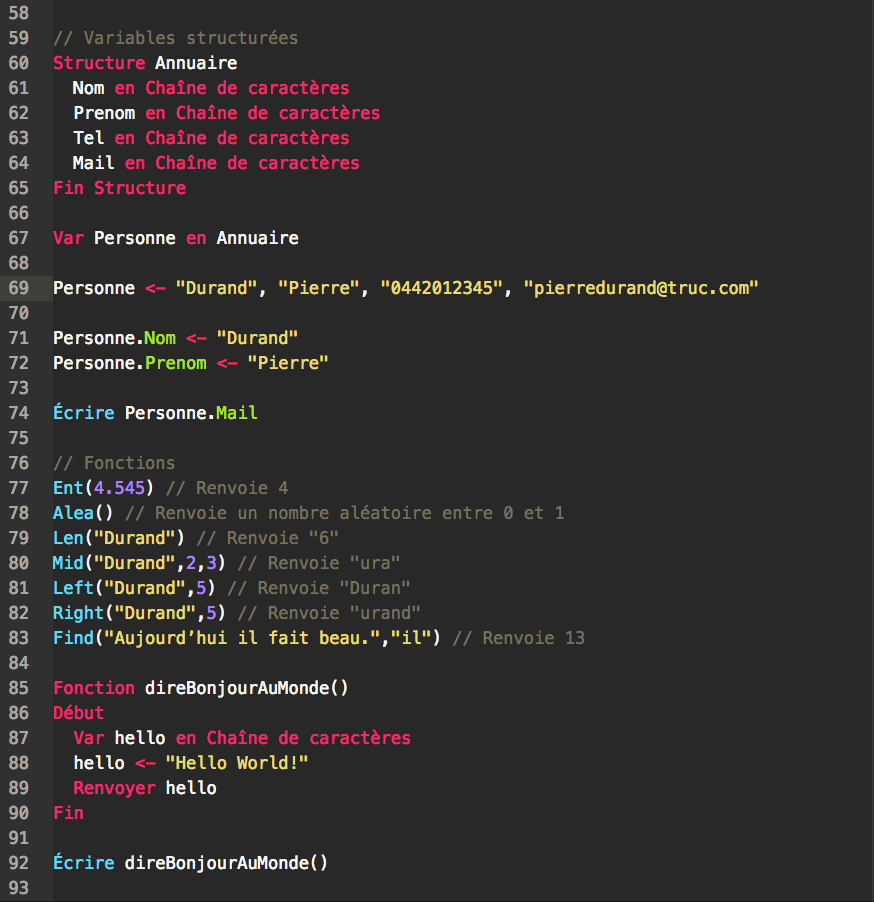 58
59 // Variables structurées
60 Structure Annuaire
61 Nom en Chaîne de caractères
62 Prenom en Chaîne de caractères
63 Tel en Chaîne de caractères
64 Mail en Chaîne de caractères
65 Fin Structure
66
67 Var Personne en Annuaire
68
69 Personne <- "Durand", "Pierre", "0442012345", "pierredurand@truc.com"
70
71 Personne.Nom <- "Durand"
72 Personne.Prenom <- "Pierre"
73
74 Écrire Personne.Mail
75
76 // Fonctions
77 Ent(4.545) // Renvoie 4
78 Alea() // Renvoie un nombre aléatoire entre 0 et 1
79 Len("Durand") // Renvoie "6"
80 Mid("Durand",2,3) // Renvoie "ura"
81 Left("Durand",5) // Renvoie "Duran"
82 Right("Durand",5) // Renvoie "urand"
83 Find("Aujourd’hui il fait beau.","il") // Renvoie 13
84
85 Fonction direBonjourAuMonde()
86 Début
87 Var hello en Chaîne de caractères
88 hello <- "Hello World!"
89 Renvoyer hello
90 Fin
91
92 Écrire direBonjourAuMonde()
93